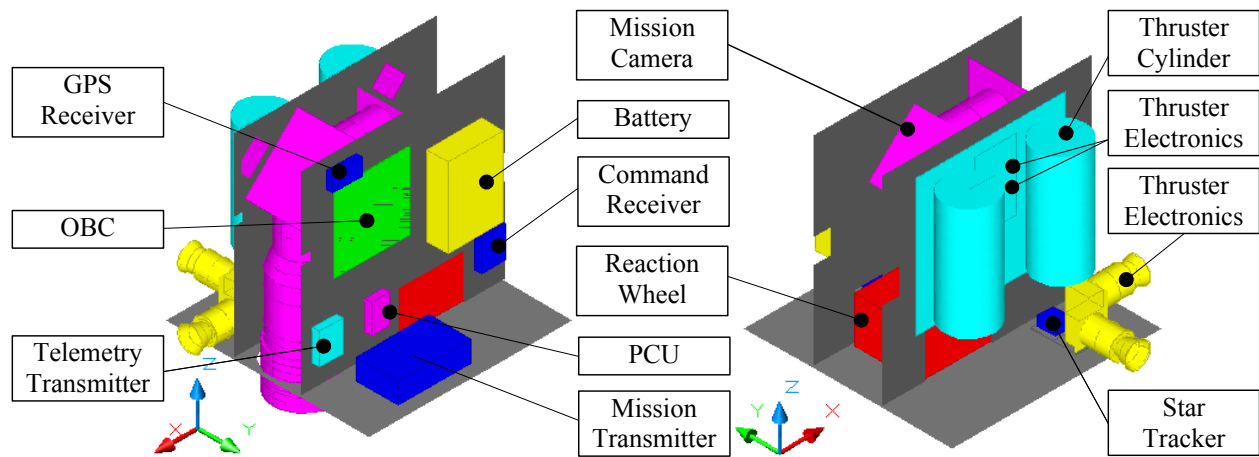 GPS
Receiver
OBC
Telemetry
Transmitter
Mission
Camera
Battery
Command
Receiver
Reaction
Wheel
PCU
Mission
Transmitter
Thruster
Cylinder
Thruster
Electronics
Thruster
Electronics
Star
Tracker
Z
X
Y
Z
Y
X